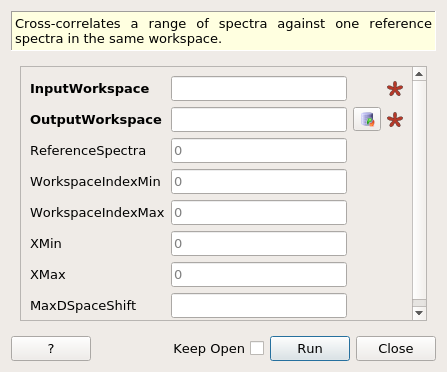 Cross-correlates a range of spectra against one reference
spectra in the same workspace.
InputWorkspace
OutputWorkspace
ReferenceSpectra 0
WorkspaceIndexMin 0
WorkspaceIndexMax 0
XMin 0
XMax 0
MaxDSpaceShift
? Keep Open Run Close